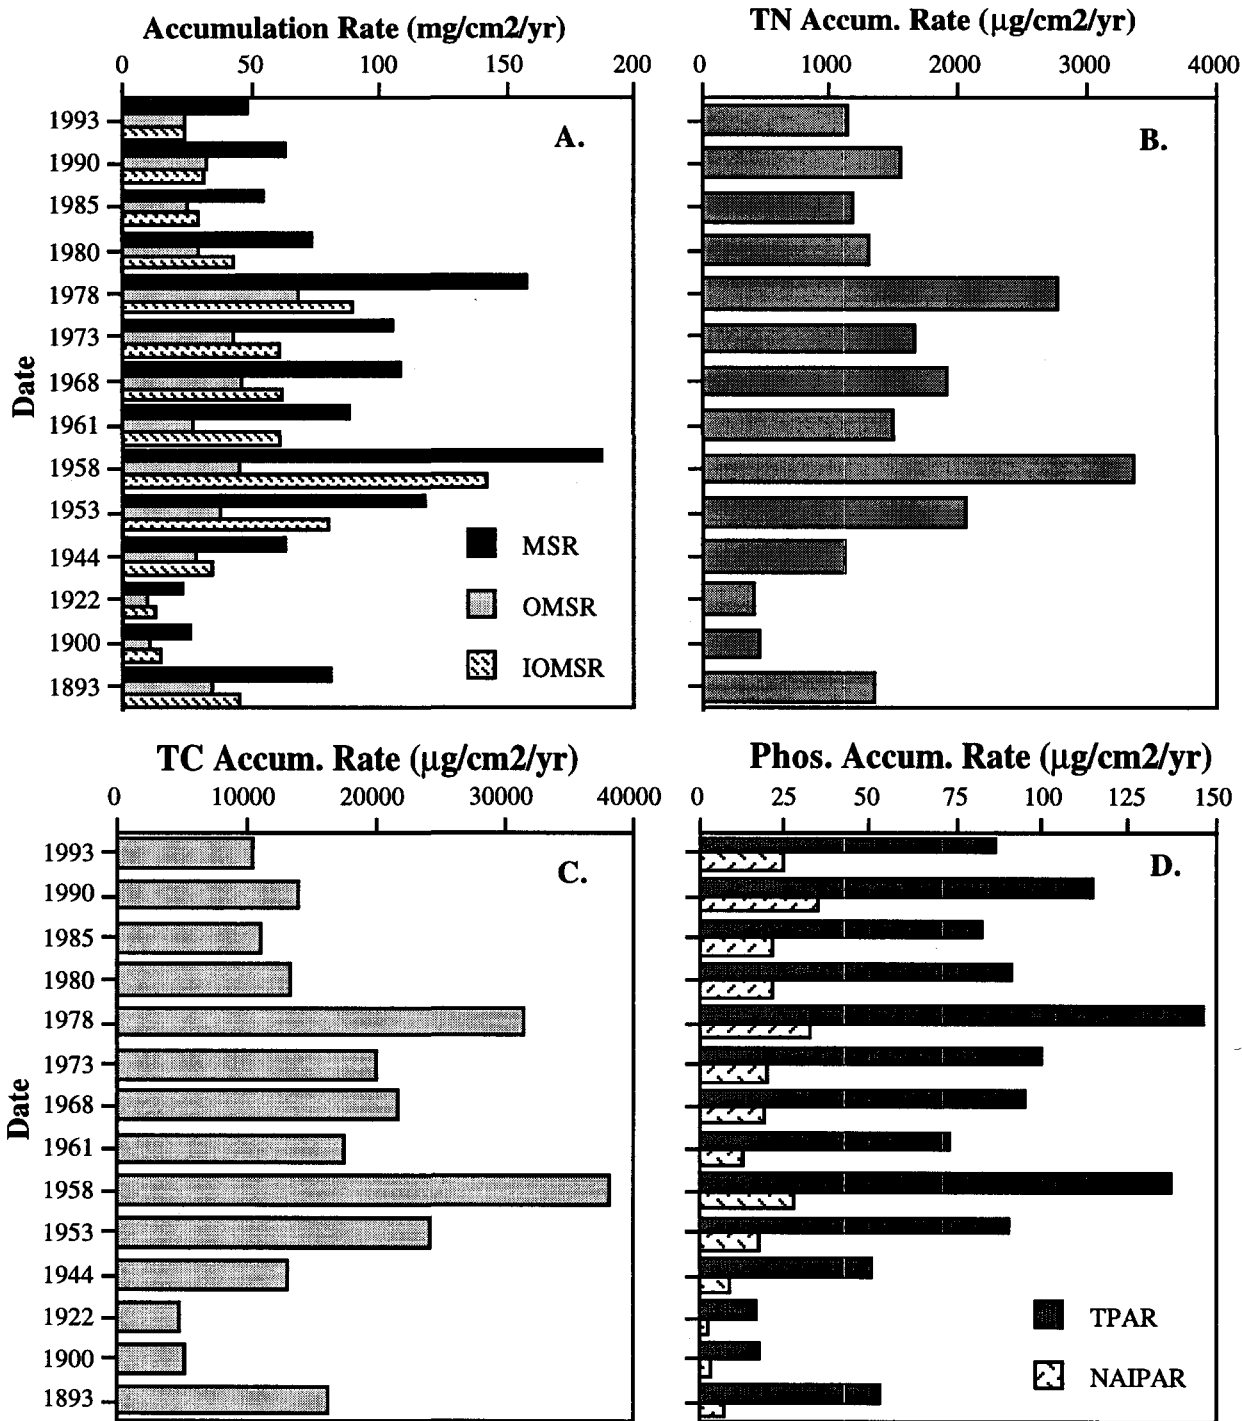 Accumulation Rate (mg/cm2/yr)
0 50 100 150 200
A.
Date
1993
1990
1985
1980
1978
1973
1968
1961
1958
1953
1944
1922
1900
1893
MSR
OMSR
IOMSR
TN Accum. Rate (μg/cm2/yr)
0 1000 2000 3000 4000
B.
TC Accum. Rate (μg/cm2/yr)
0 10000 20000 30000 40000
C.
Date
1993
1990
1985
1980
1978
1973
1968
1961
1958
1953
1944
1922
1900
1893
Phos. Accum. Rate (μg/cm2/yr)
0 25 50 75 100 125 150
D.
TPAR
NAIPAR